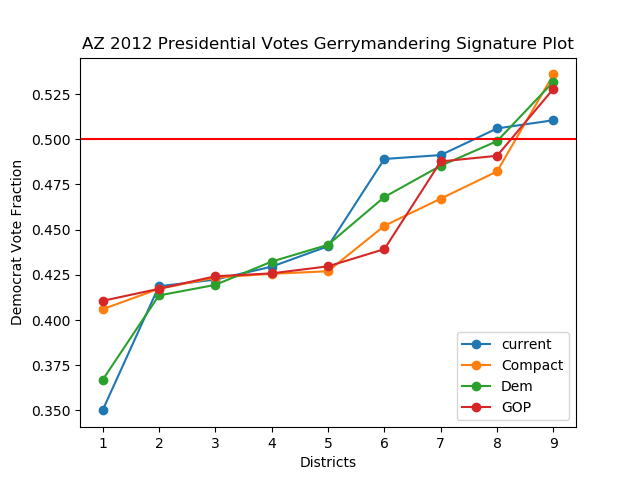 AZ 2012 Presidential Votes Gerrymandering Signature Plot
Democrat Vote Fraction
0.525
0.500
0.475
0.450
0.425
0.400
0.375
0.350
current
Compact
Dem
GOP
1 2 3 4 5 6 7 8 9
Districts